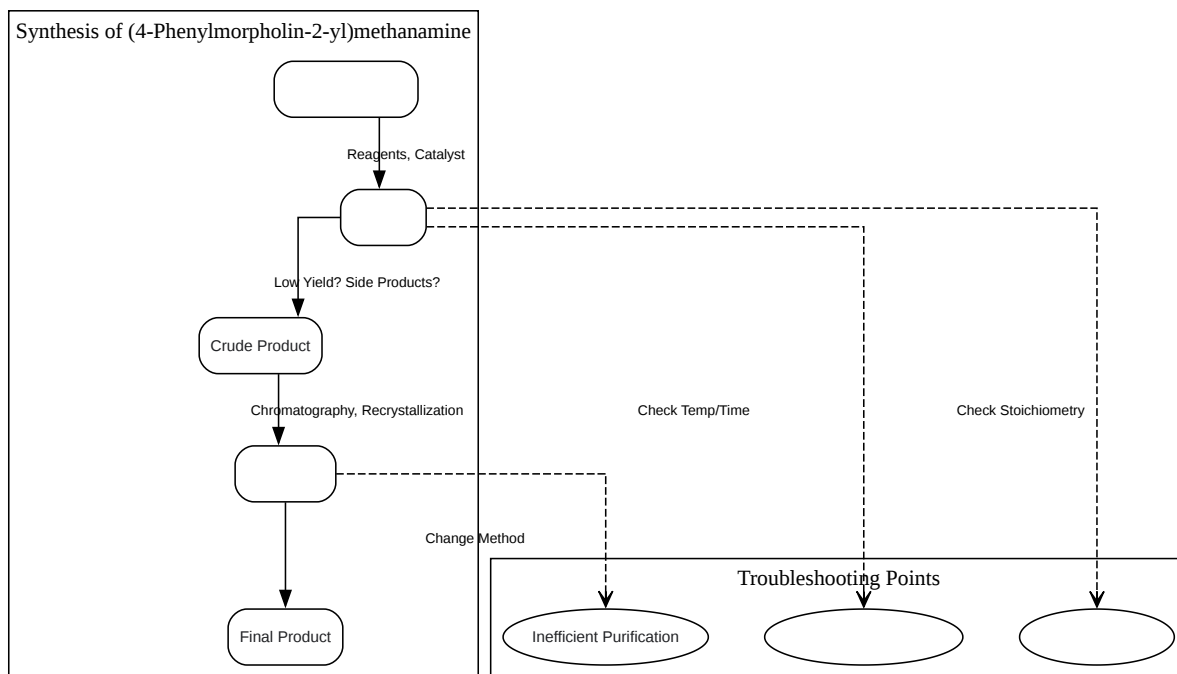 Synthesis of (4-Phenylmorpholin-2-yl)methanamine
Reagents, Catalyst
Low Yield? Side Products?
Crude Product
Chromatography, Recrystallization
Check Temp/Time
Check Stoichiometry
Change Method
Troubleshooting Points
Final Product
Inefficient Purification